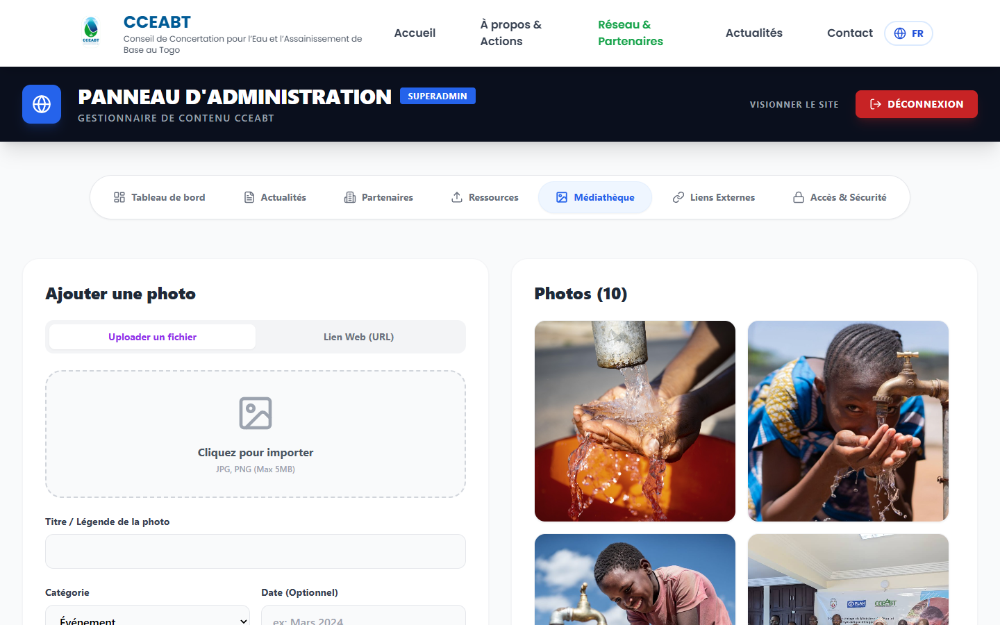 CCEABT
CCEABT
Conseil de Concertation pour l'Eau et l'Assainissement de
Base au Togo
Accueil
À propos &
Actions
Réseau &
Partenaires
Actualités
Contact
FR
PANNEAU D'ADMINISTRATION
SUPERADMIN
GESTIONNAIRE DE CONTENU CCEABT
VISIONNER LE SITE
DÉCONNEXION
Tableau de bord
Actualités
Partenaires
Ressources
Médiathèque
Liens Externes
Accès & Sécurité
Ajouter une photo
Uploader un fichier
Lien Web (URL)
Cliquez pour importer
JPG, PNG (Max 5MB)
Titre / Légende de la photo
Catégorie
Date (Optionnel)
Événement
ex: Mars 2024
Photos (10)
PLAN
CCEABT